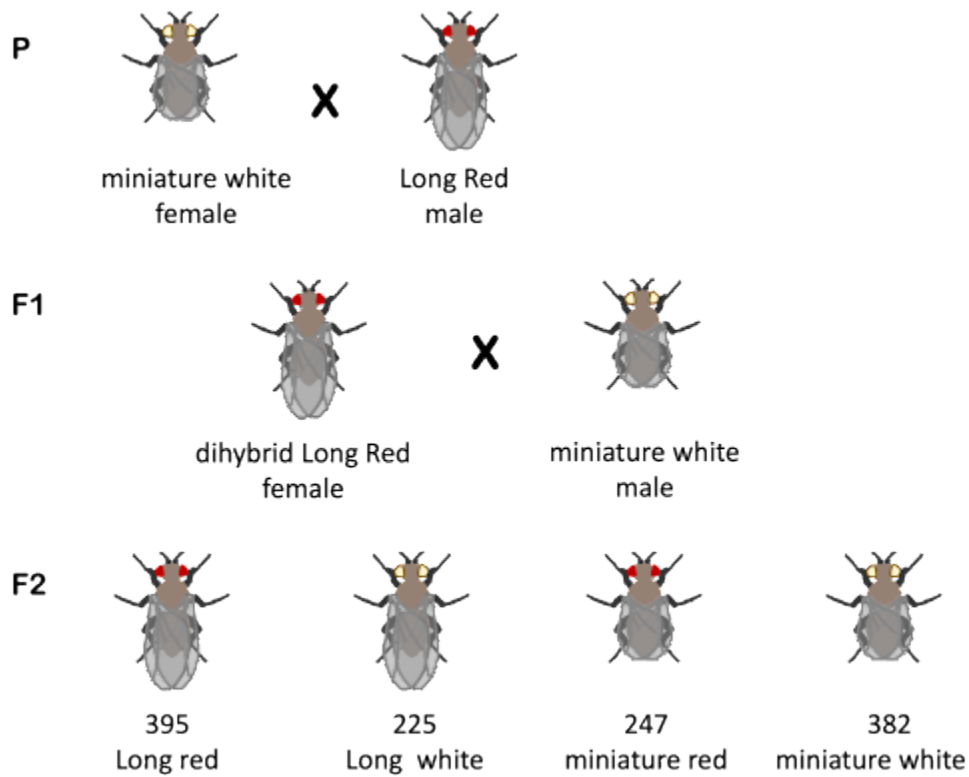 P
X
miniature white
female
Long Red
male
F1
X
dihybrid Long Red
female
miniature white
male
F2
395
Long red
225
Long white
247
miniature red
382
miniature white